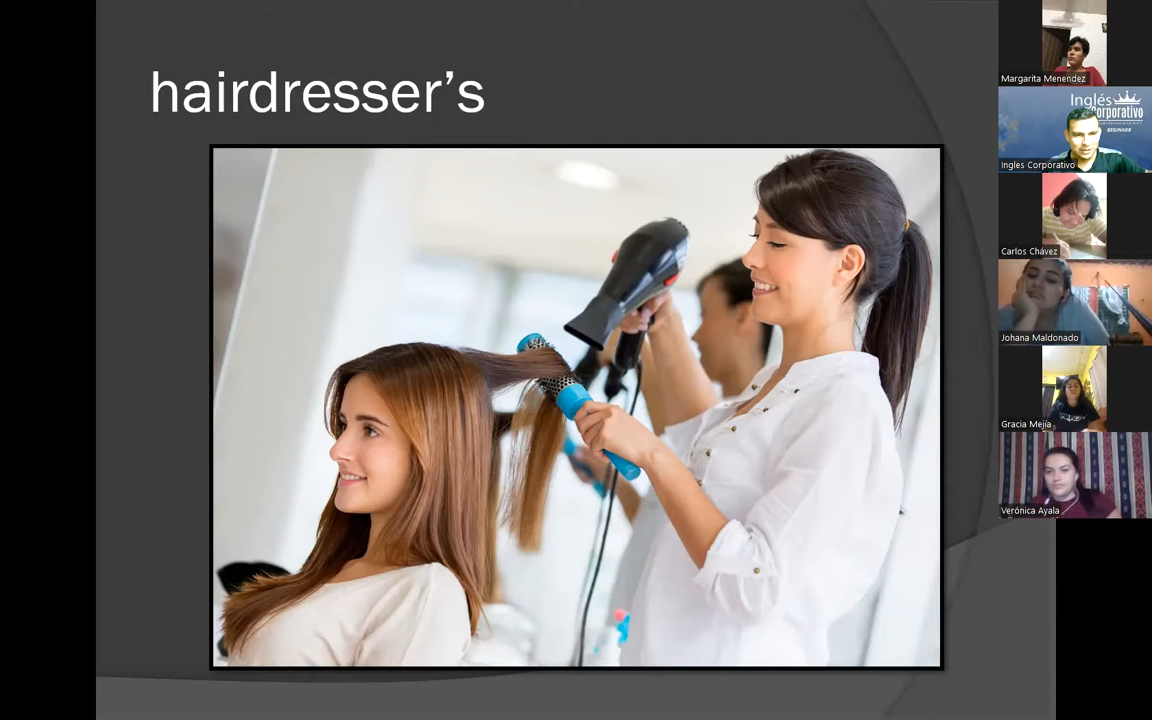 hairdresser's
Margarita Menendez
Inglés
Corporativo
BEGINNER
Ingles Corporativo
Carlos Chávez
Johana Maldonado
Gracia Mejía
Verónica Ayala